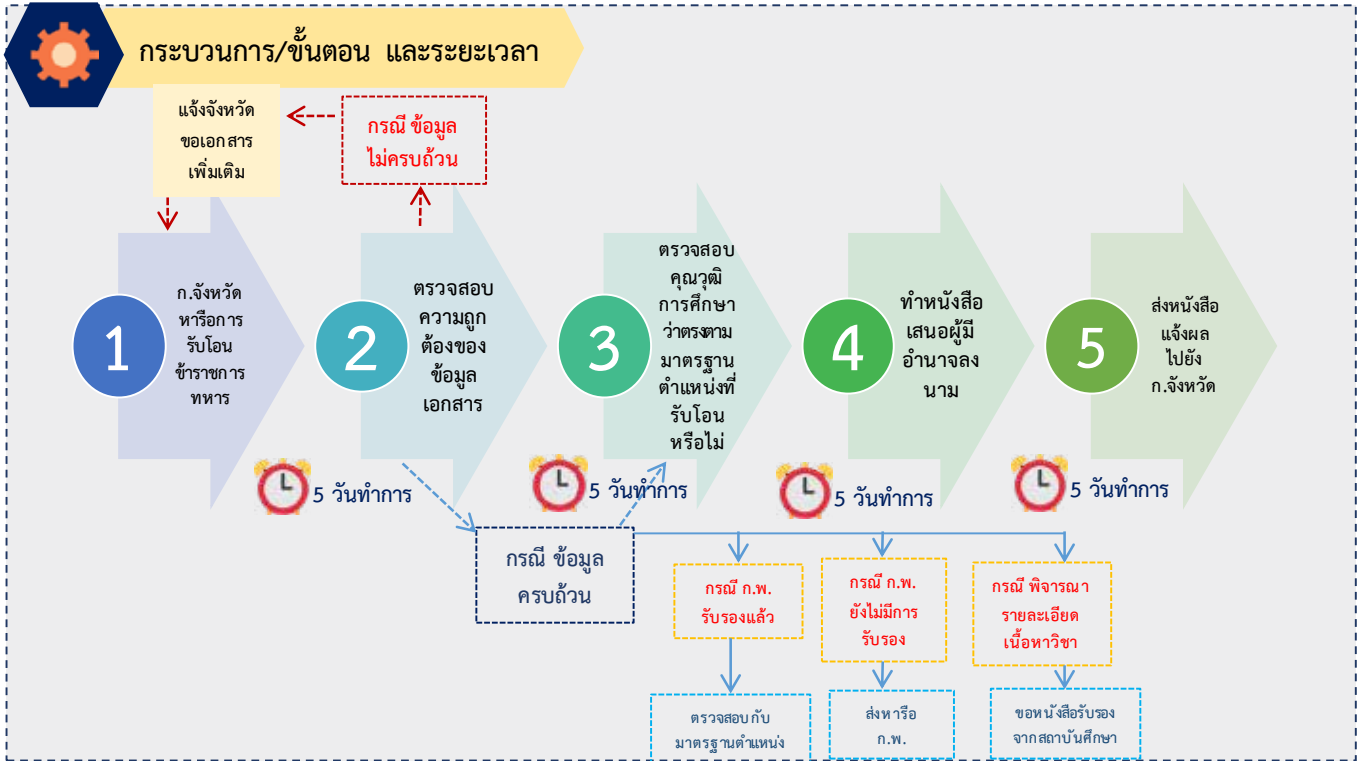 กระบวนการ/ขั้นตอน และระยะเวลา
แจ้งจังหวัด
ขอเอกสาร
เพิ่มเติม
กรณี ข้อมูล
ไม่ครบถ้วน
1
ก.จังหวัด
หารือการ
รับโอน
ข้าราชการ
ทหาร
2
ตรวจสอบ
ความถูก
ต้องของ
ข้อมูล
เอกสาร
3
ตรวจสอบ
คุณวุฒิ
การศึกษา
ว่าตรงตาม
มาตรฐาน
ตำแหน่งที่
รับโอน
หรือไม่
4
ทำหนังสือ
เสนอผู้มี
อำนาจลง
นาม
5
ส่งหนังสือ
แจ้งผล
ไปยัง
ก.จังหวัด
5 วันทำการ
5 วันทำการ
5 วันทำการ
5 วันทำการ
กรณี ข้อมูล
ครบถ้วน
กรณี ก.พ.
รับรองแล้ว
กรณี ก.พ.
ยังไม่มีการ
รับรอง
กรณี พิจารณา
รายละเอียด
เนื้อหาวิชา
ตรวจสอบกับ
มาตรฐานตำแหน่ง
ส่งหารือ
ก.พ.
ขอหนังสือรับรอง
จากสถาบันศึกษา